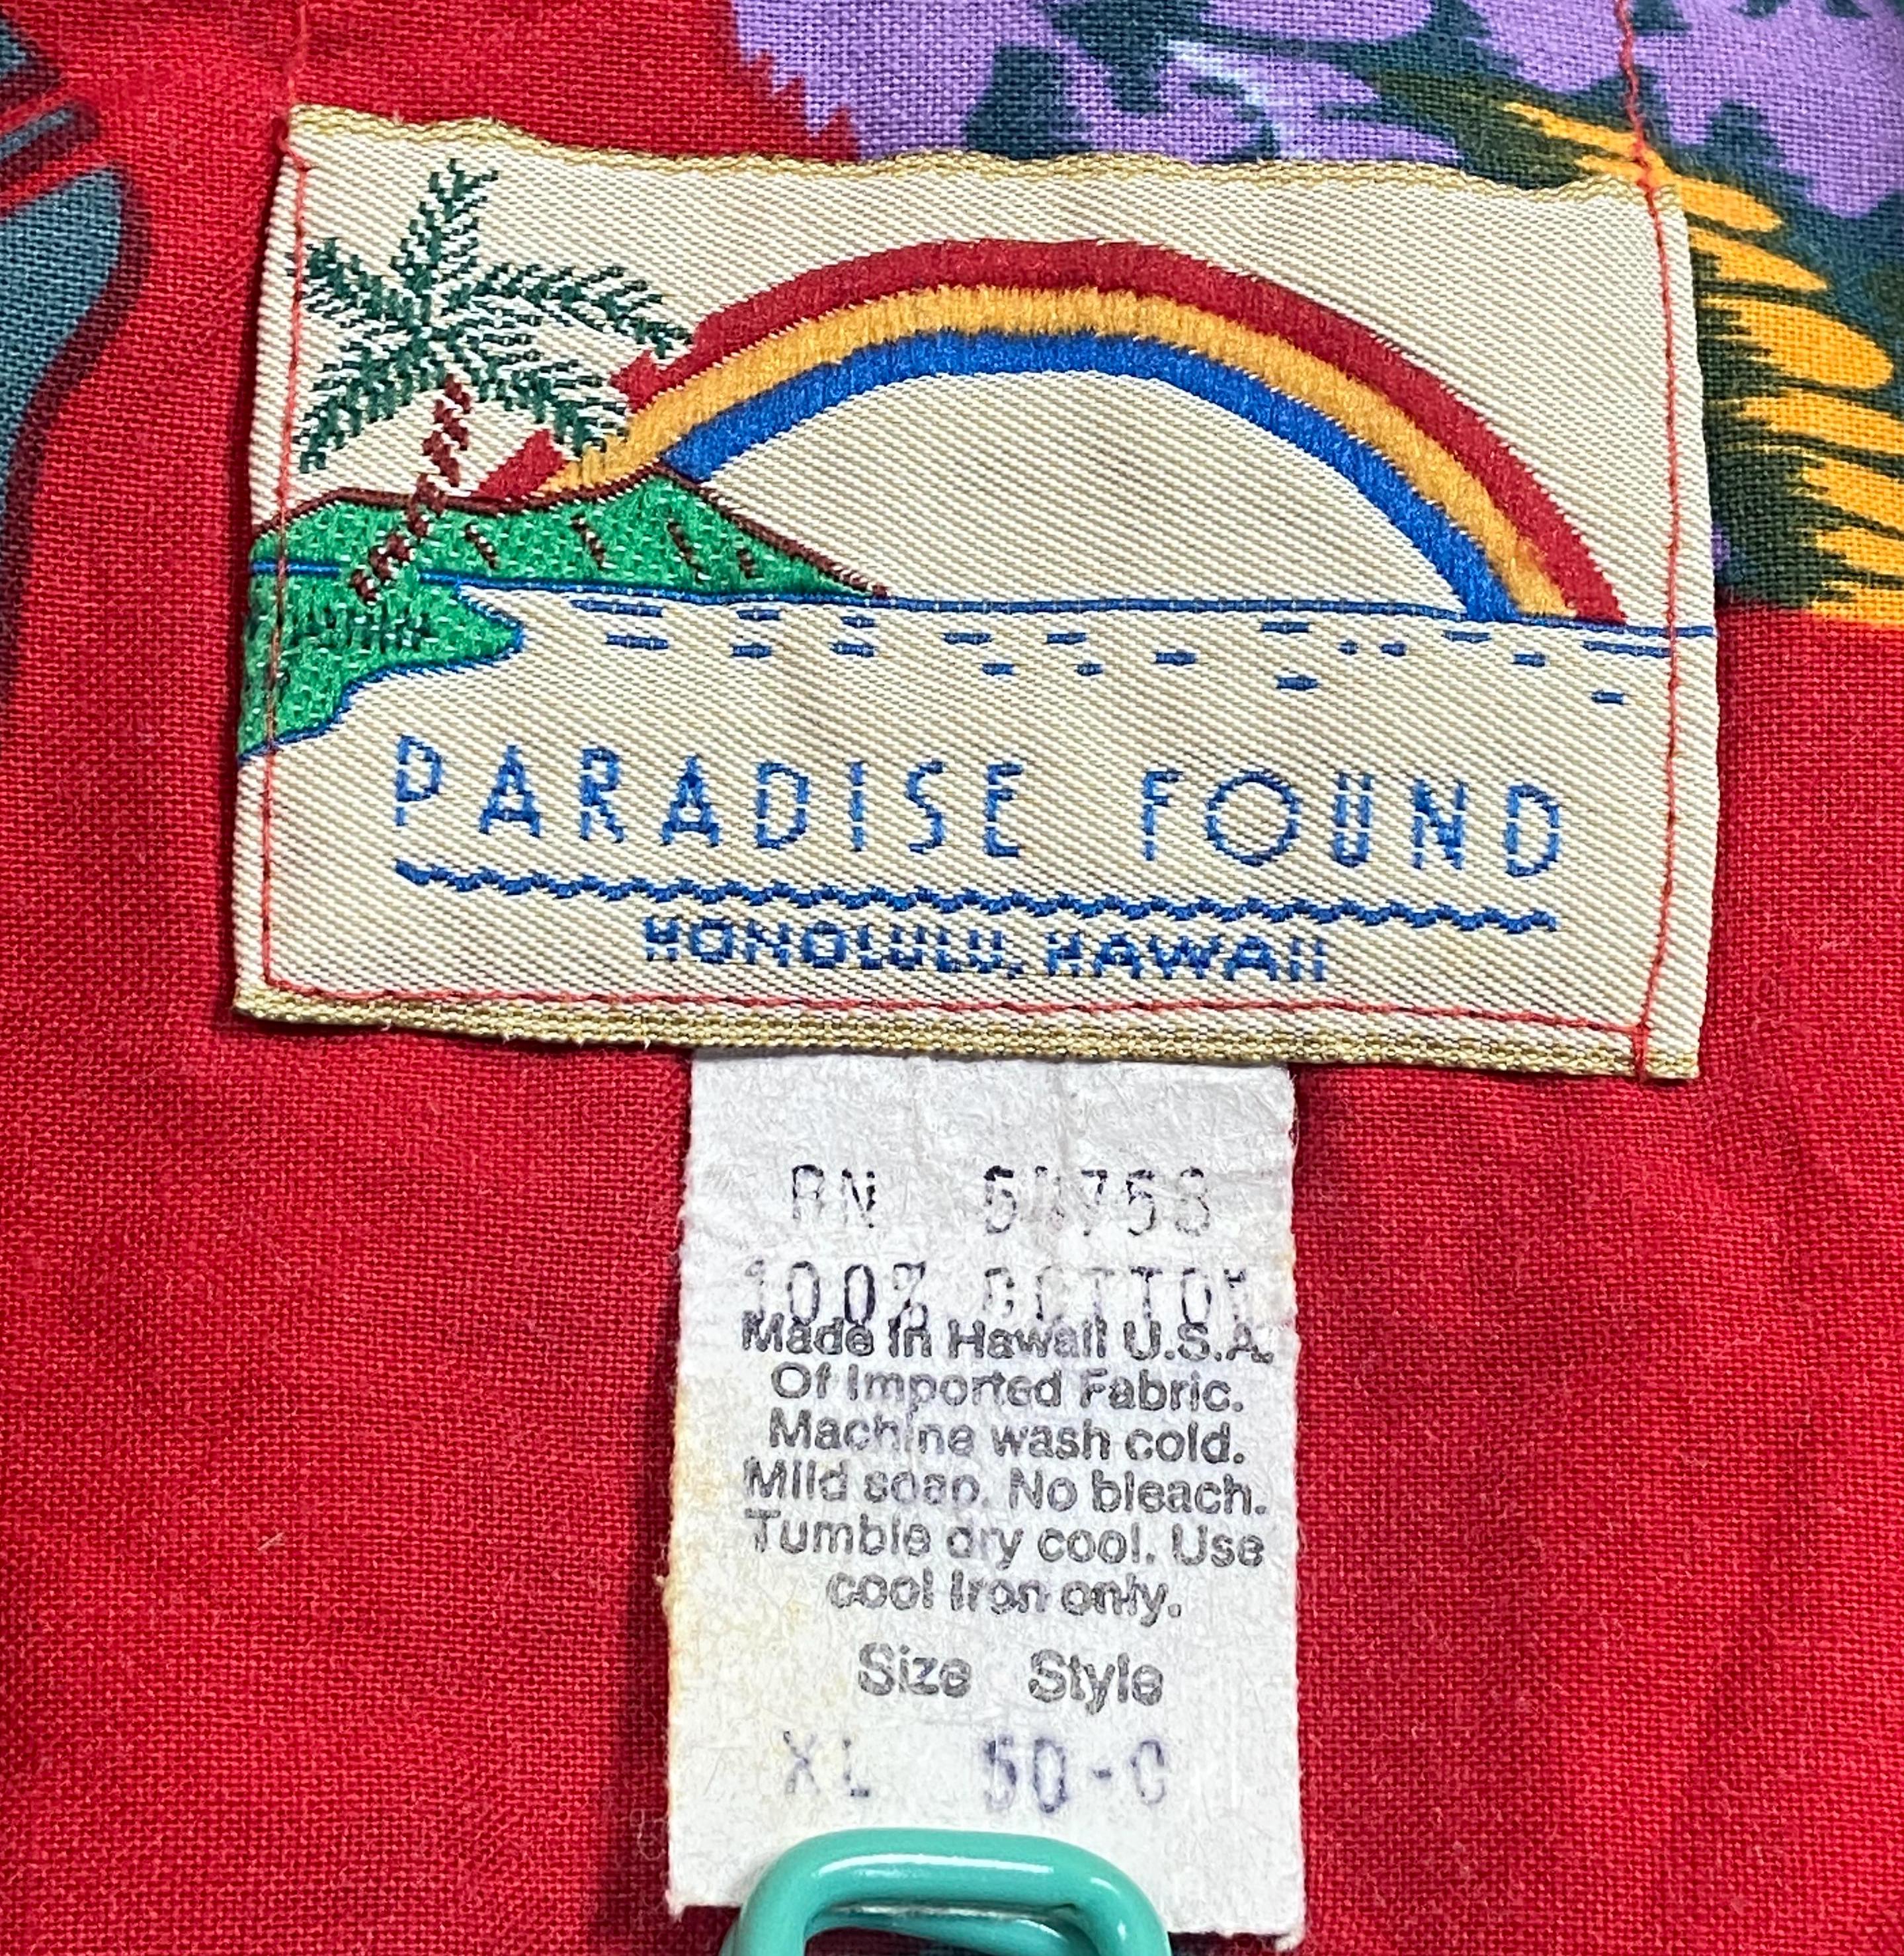 PARADISE FOUND
HONOLULU, HAWAII
RN
100% COTTON
Made in Hawaii U.S.A.
Of Imported Fabric.
Machine wash cold.
Mild soap. No bleach.
Tumble dry cool. Use
cool Iron only.
Size Style
XL 50-C